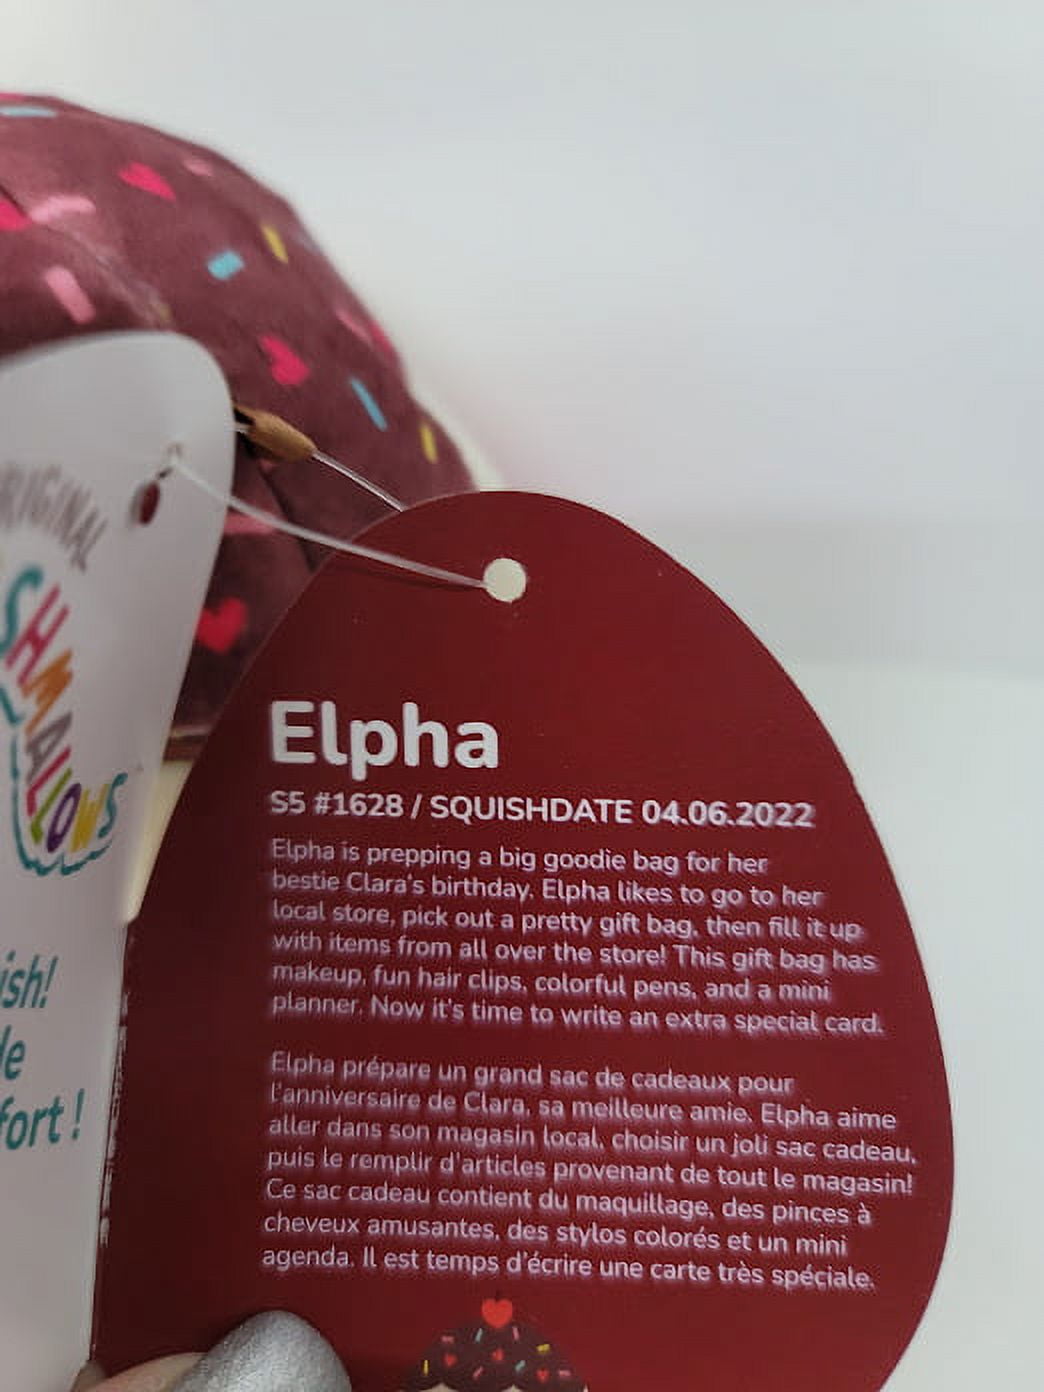 RIGINAL
SHMALLOWS
ish!
fort !
Elpha
S5 #1628 / SQUISHDATE 04.06.2022
Elpha is prepping a big goodie bag for her
bestie Clara's birthday. Elpha likes to go to her
local store, pick out a pretty gift bag, then fill it up
with items from all over the store! This gift bag has
makeup, fun hair clips, colorful pens, and a mini
planner. Now it's time to write an extra special card.
Elpha prépare un grand sac de cadeaux pour
l'anniversaire de Clara, sa meilleure amie. Elpha aime
aller dans son magasin local, choisir un joli sac cadeau,
puis le remplir d'articles provenant de tout le magasin!
Ce sac cadeau contient du maquillage, des pinces à
cheveux amusantes, des stylos colorés et un mini
agenda. Il est temps d'écrire une carte très spéciale.